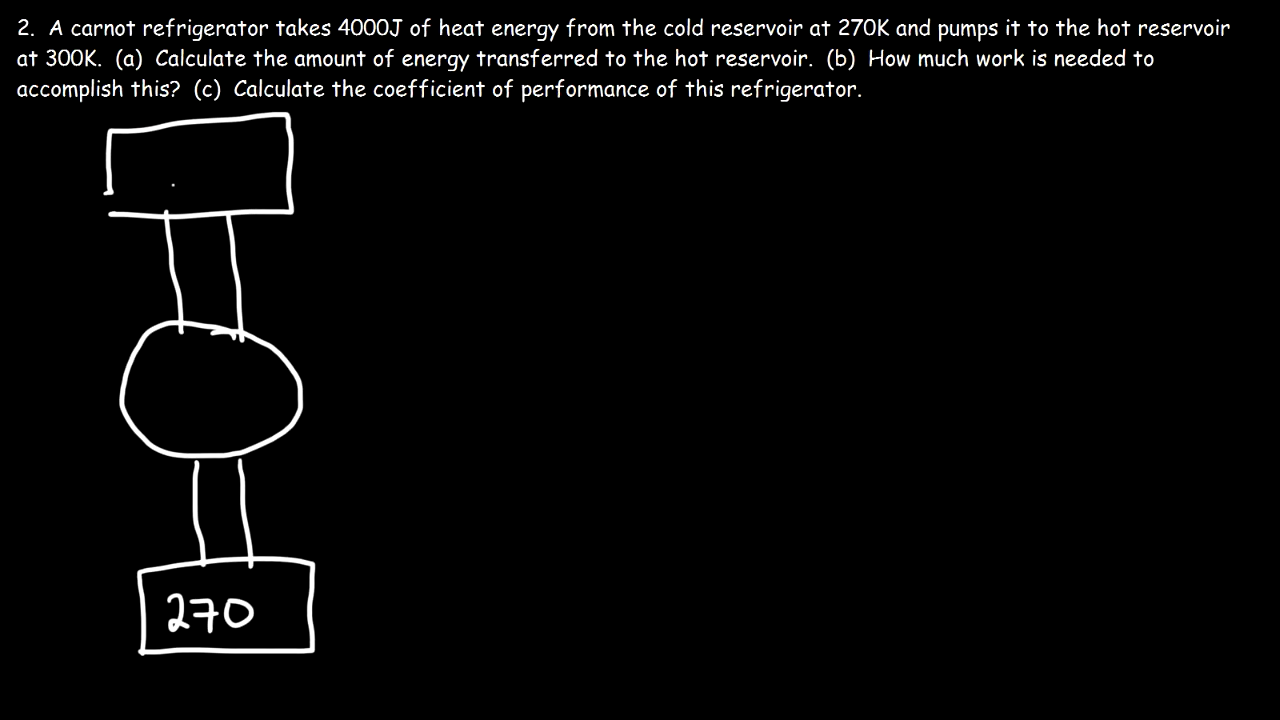 2. A carnot refrigerator takes 4000J of heat energy from the cold reservoir at 270K and pumps it to the hot reservoir
at 300K. (a) Calculate the amount of energy transferred to the hot reservoir. (b) How much work is needed to
accomplish this? (c) Calculate the coefficient of performance of this refrigerator.
270